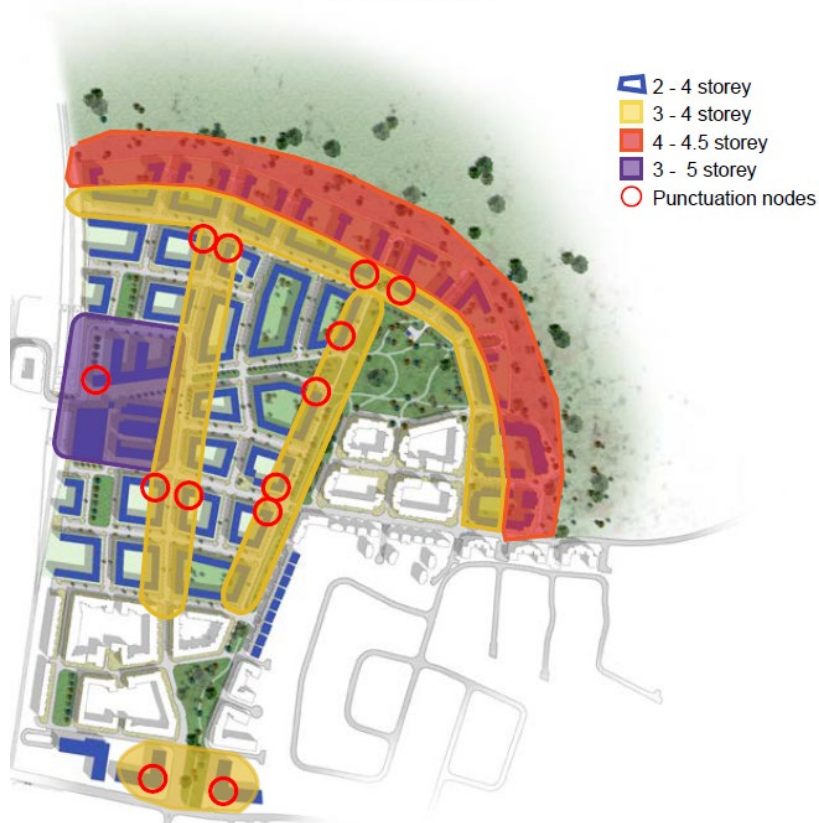 2 - 4 storey
3 - 4 storey
4 - 4.5 storey
3 - 5 storey
Punctuation nodes